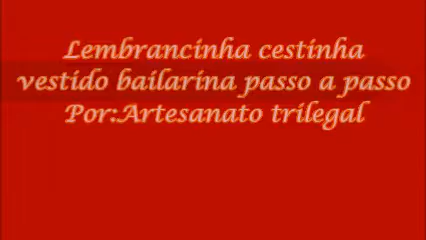 Lembrancinha cestinha
vestido bailarina passo a passo
Por:Artesanato trilegal